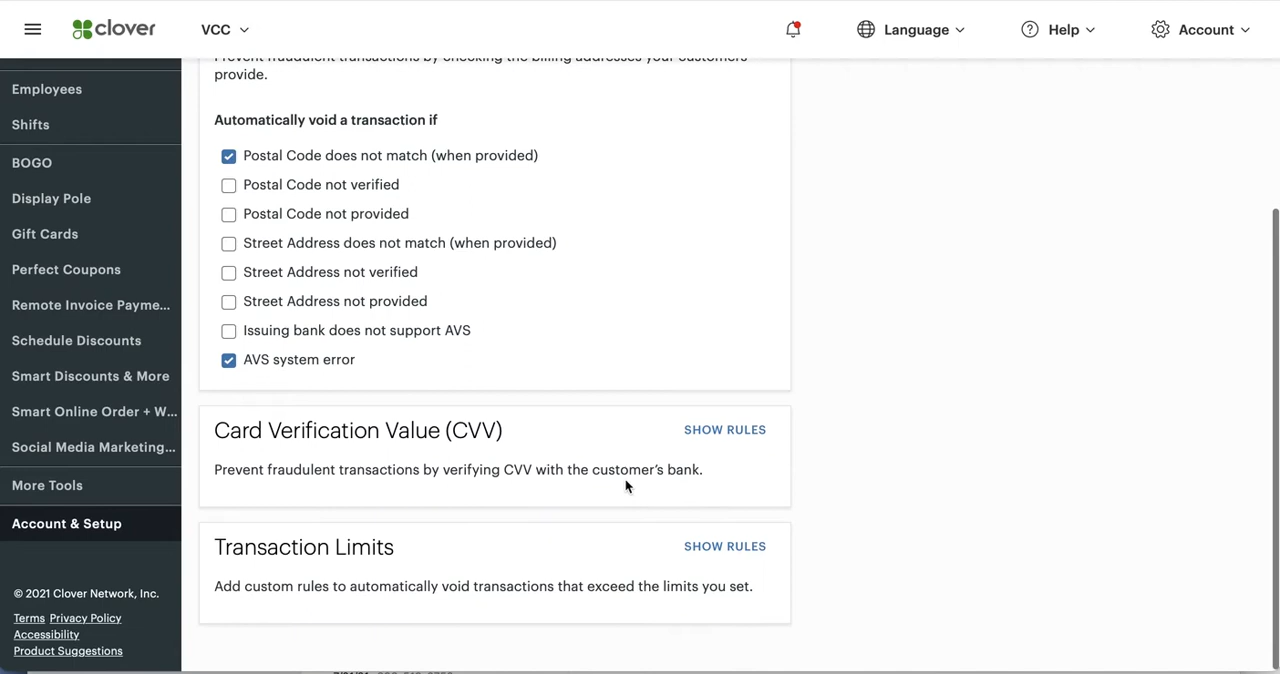 clover
VCC
Language
Help
Account
Employees
Shifts
BOGO
Display Pole
Gift Cards
Perfect Coupons
Remote Invoice Payme...
Schedule Discounts
Smart Discounts & More
Smart Online Order + W...
Social Media Marketing...
More Tools
Account & Setup
© 2021 Clover Network, Inc.
Terms Privacy Policy
Accessibility
Product Suggestions
Prevent fraudulent transactions by checking the billing addresses your customers
provide.
Automatically void a transaction if
Postal Code does not match (when provided)
Postal Code not verified
Postal Code not provided
Street Address does not match (when provided)
Street Address not verified
Street Address not provided
Issuing bank does not support AVS
AVS system error
Card Verification Value (CVV)
SHOW RULES
Prevent fraudulent transactions by verifying CVV with the customer's bank.
Transaction Limits
SHOW RULES
Add custom rules to automatically void transactions that exceed the limits you set.